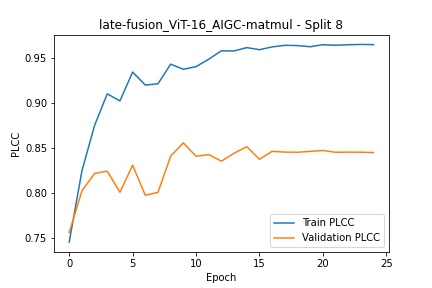 late-fusion_ViT-16_AIGC-matmul - Split 8
0.95
0.90
0.85
0.80
0.75
PLCC
Train PLCC
Validation PLCC
0 5 10 15 20 25
Epoch